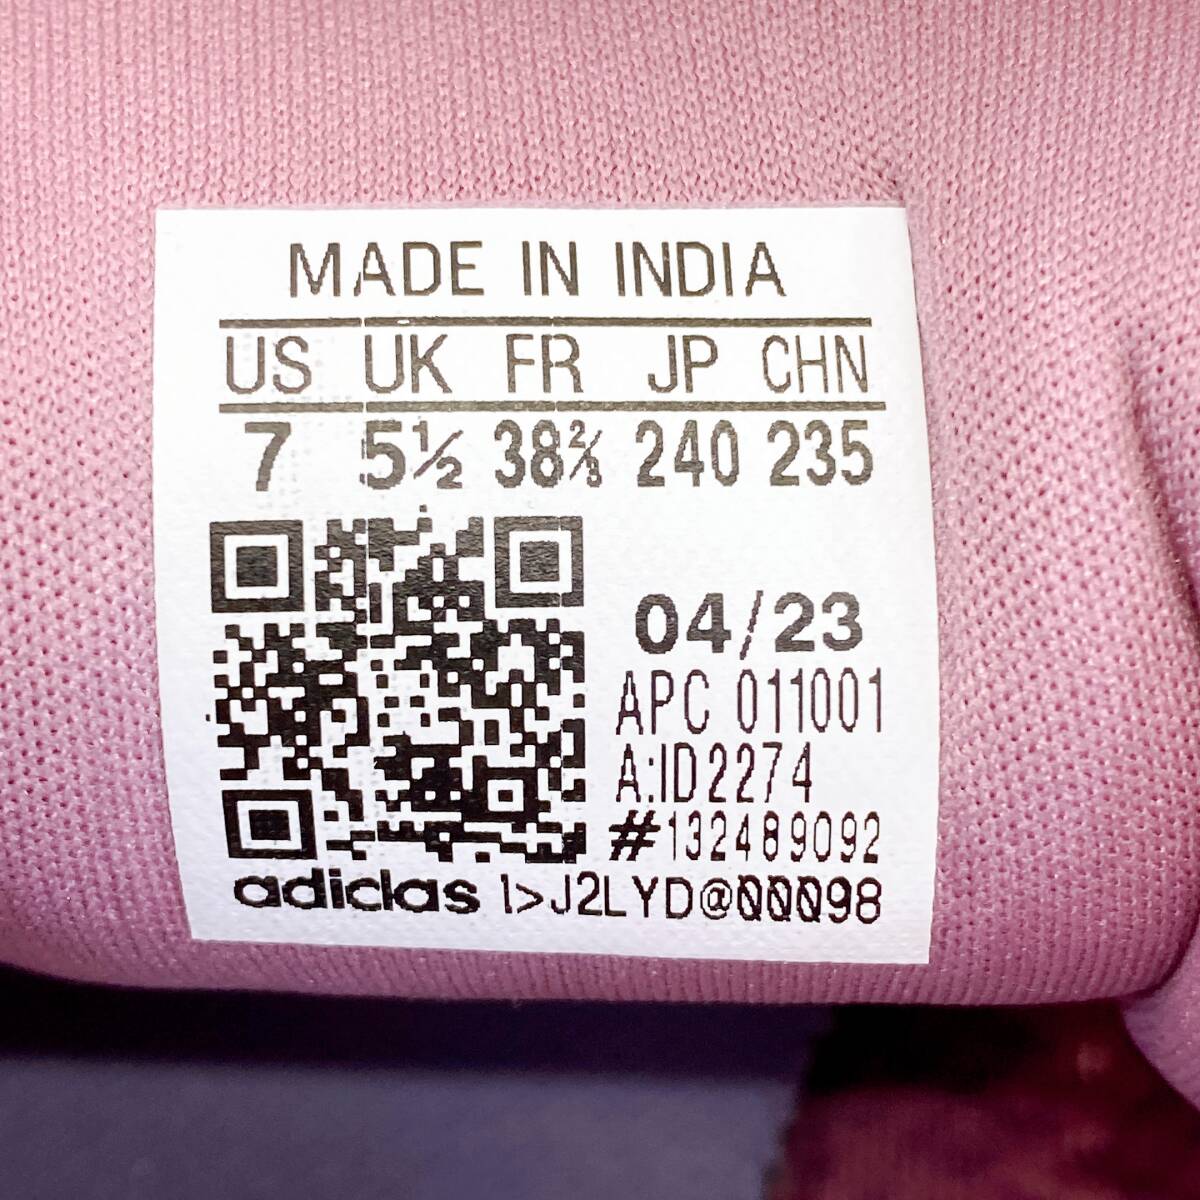 MADE IN INDIA
US UK FR JP CHN
7 5½ 38⅔ 240 235
04/23
APC 011001
A:ID2274
#132489092
adidas 1>J2LYD@00098